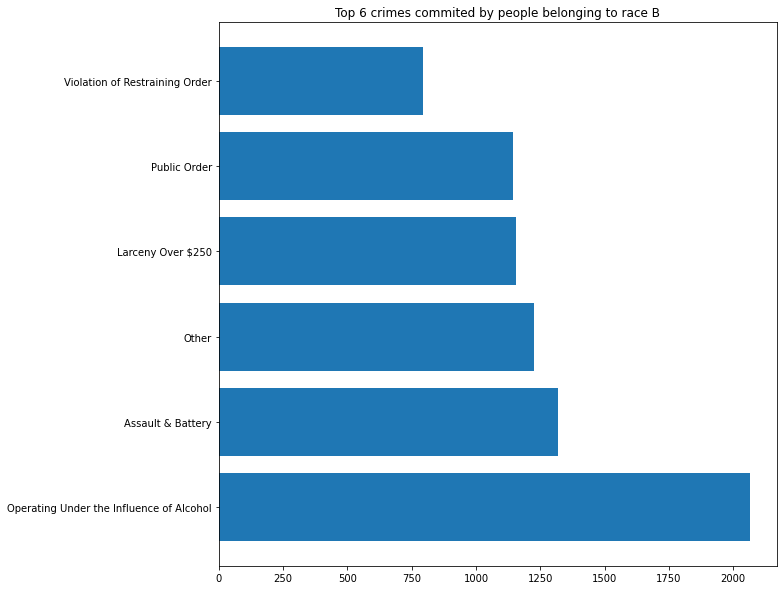 Top 6 crimes commited by people belonging to race B
Violation of Restraining Order
Public Order
Larceny Over $250
Other
Assault & Battery
Operating Under the Influence of Alcohol
0 250 500 750 1000 1250 1500 1750 2000